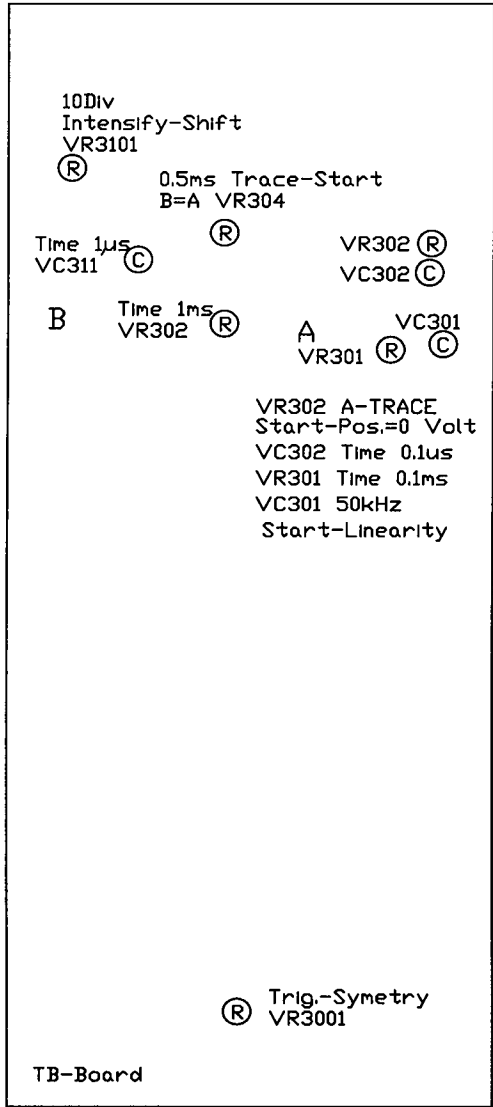 10Div
Intensify-Shift
VR3101
R
0.5ms Trace-Start
B=A VR304
R
Time 1µs
VC311 C
VR302 R
VC302 C
B
Time 1ms
VR302 R
A
VR301 R
VC301
C
VR302 A-TRACE
Start-Pos.=0 Volt
VC302 Time 0.1us
VR301 Time 0.1ms
VC301 50kHz
Start-Linearity
R Trig.-Symetry
VR3001
TB-Board